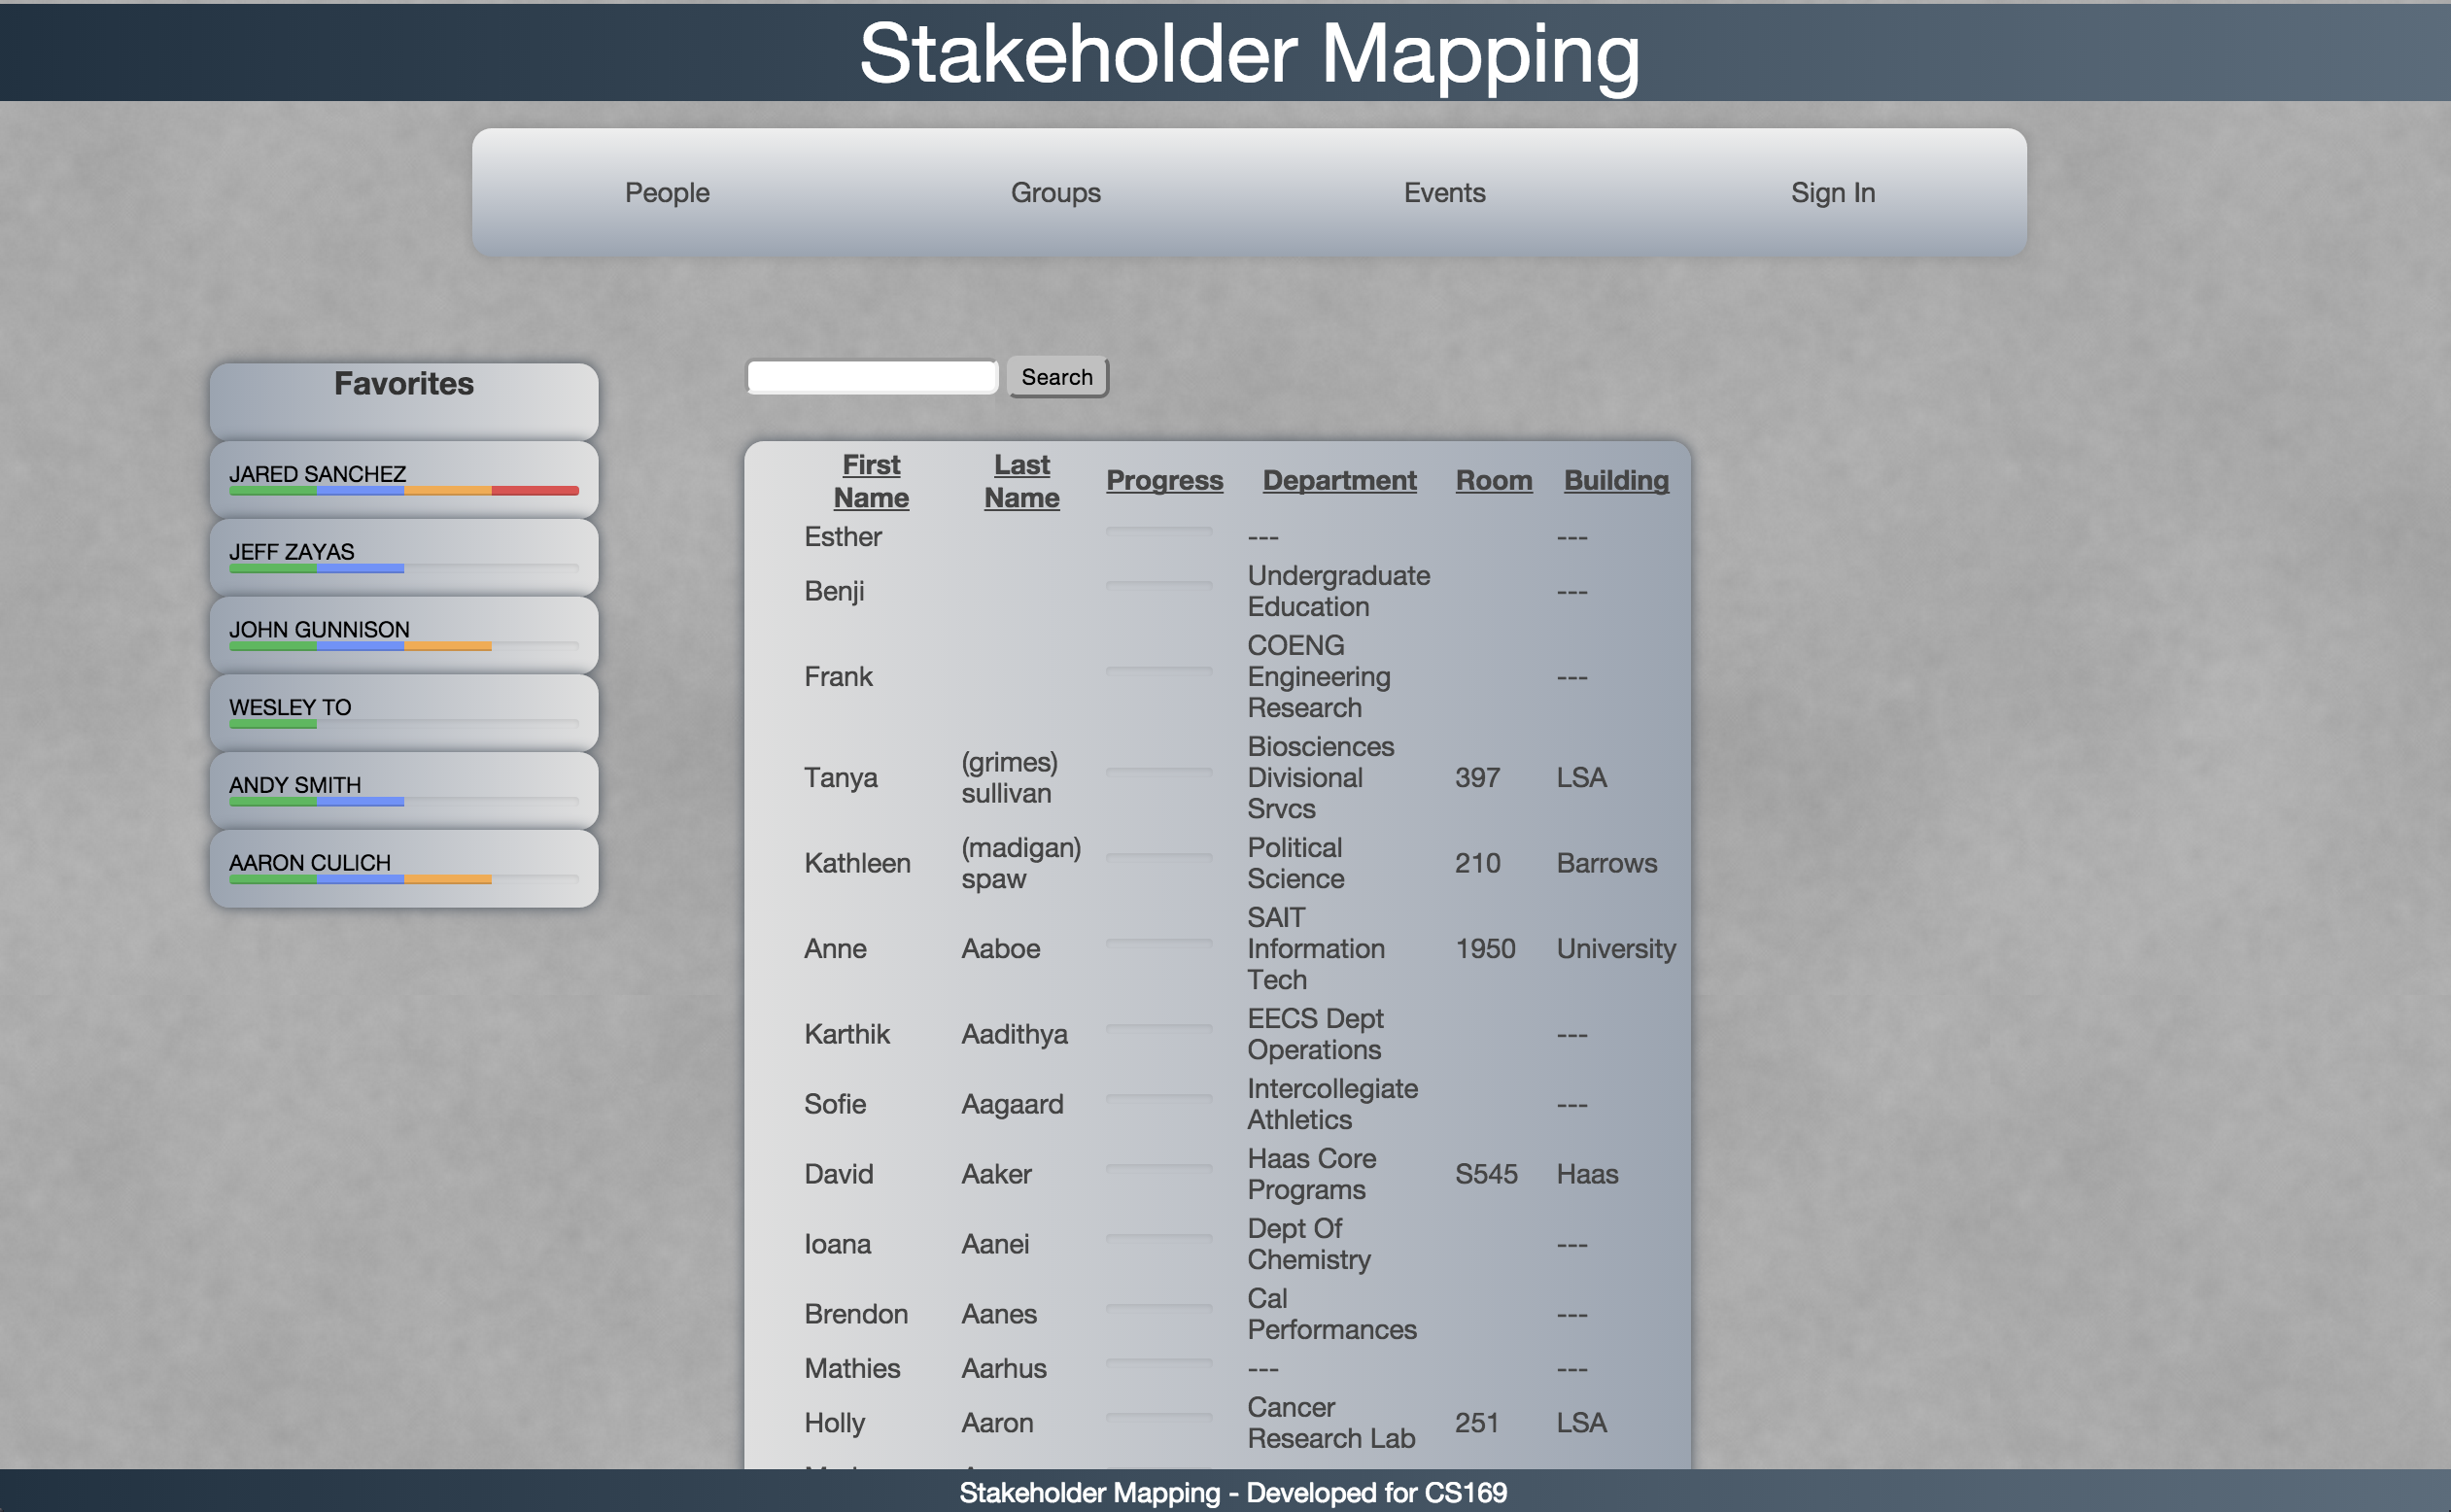 Stakeholder Mapping
People Groups Events Sign In
Favorites
JARED SANCHEZ
JEFF ZAYAS
JOHN GUNNISON
WESLEY TO
ANDY SMITH
AARON CULICH
Search
First Name Last Name Progress Department Room Building
Esther --- ---
Benji Undergraduate Education ---
Frank COENG Engineering Research ---
Tanya (grimes) sullivan Biosciences Divisional Srvcs 397 LSA
Kathleen (madigan) spaw Political Science 210 Barrows
Anne Aaboe SAIT Information Tech 1950 University
Karthik Aadithya EECS Dept Operations ---
Sofie Aagaard Intercollegiate Athletics ---
David Aaker Haas Core Programs S545 Haas
Ioana Aanei Dept Of Chemistry ---
Brendon Aanes Cal Performances ---
Mathies Aarhus --- ---
Holly Aaron Cancer Research Lab 251 LSA
Stakeholder Mapping - Developed for CS169